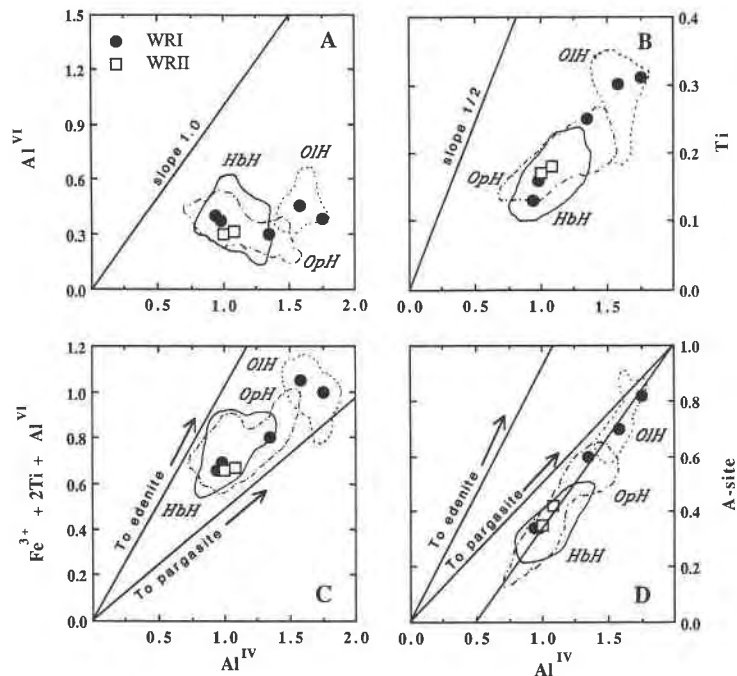 A
WRI
WRII
slope 1.0
HbH
OlH
OpH
Al^VI
1.5
1.2
0.9
0.6
0.3
0.0
0.5
1.0
1.5
2.0
B
OlH
slope 1/2
OpH
HbH
Ti
0.4
0.3
0.2
0.1
0.0
0.0
0.5
1.0
1.5
C
OlH
OpH
HbH
To edenite
To pargasite
Fe^3+ + 2Ti + Al^VI
1.2
1.0
0.8
0.6
0.4
0.2
0.0
0.5
1.0
1.5
2.0
Al^IV
D
OlH
OpH
HbH
To edenite
To pargasite
A-site
1.0
0.8
0.6
0.4
0.2
0.0
0.5
1.0
1.5
Al^IV